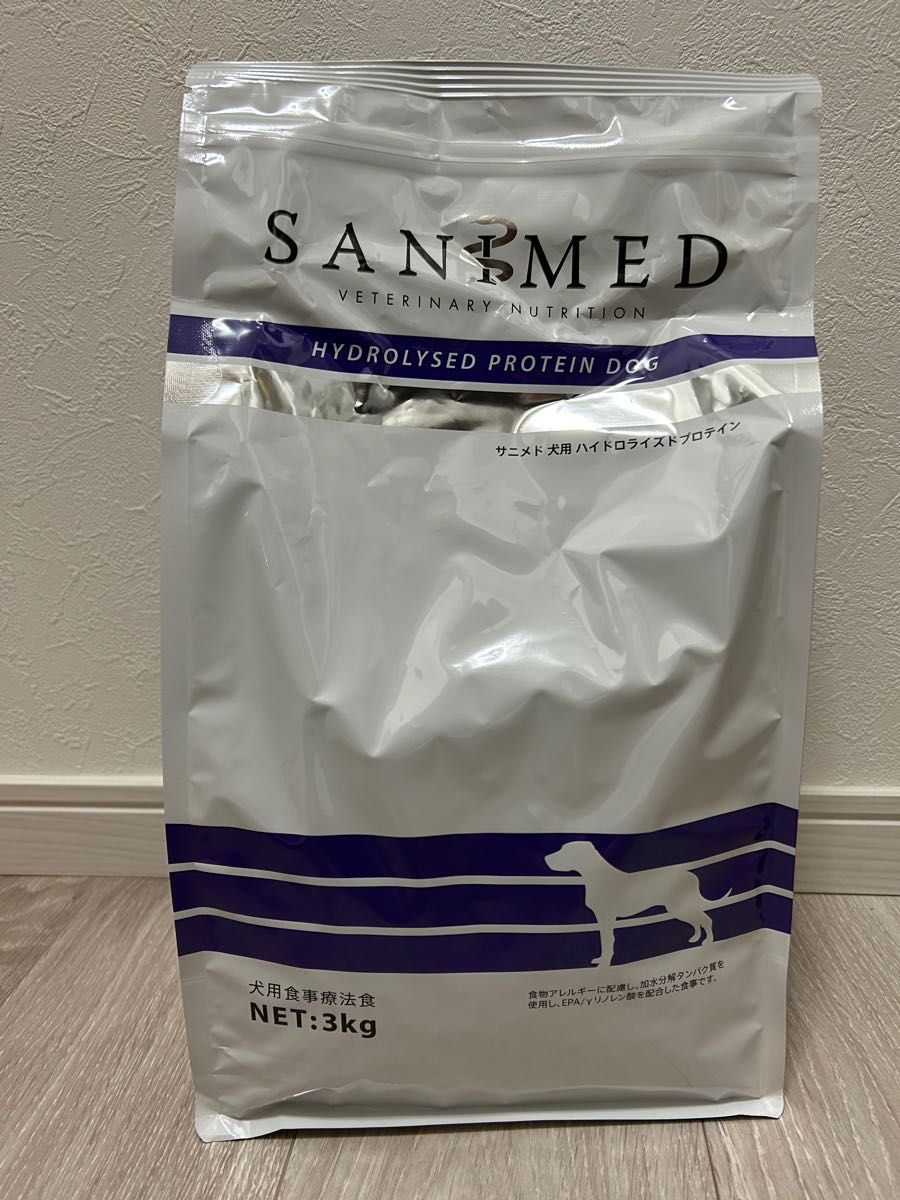 SANIMED
VETERINARY NUTRITION
HYDROLYSED PROTEIN DOG
サニメド 犬用 ハイドロライズドプロテイン
犬用食事療法食
NET:3kg
食物アレルギーに配慮し、加水分解タンパク質を
使用し、EPA/γリノレン酸を配合した食事です。